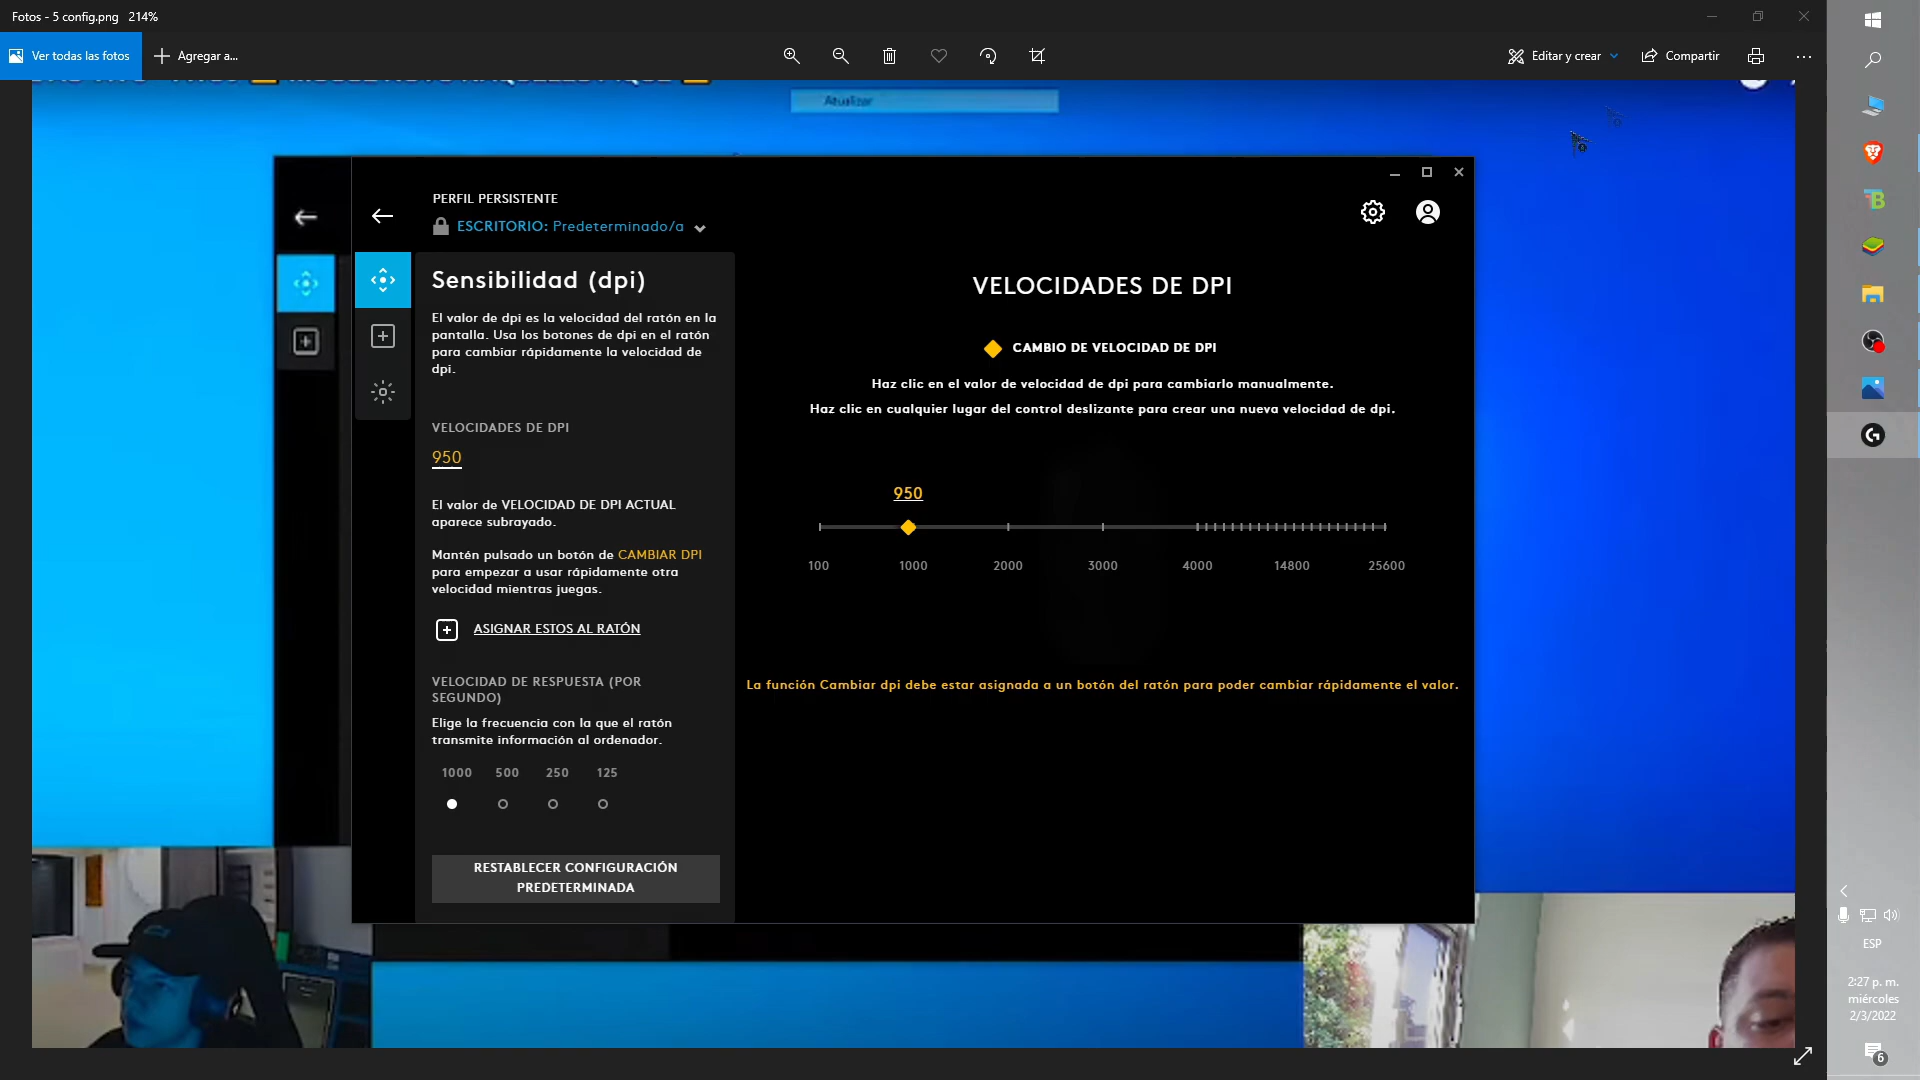 Fotos - 5 config.png 214%
Ver todas las fotos
Agregar a...
Editar y crear
Compartir
Atualizar
PERFIL PERSISTENTE
ESCRITORIO: Predeterminado/a
Sensibilidad (dpi)
El valor de dpi es la velocidad del ratón en la
pantalla. Usa los botones de dpi en el ratón
para cambiar rápidamente la velocidad de
dpi.
VELOCIDADES DE DPI
950
El valor de VELOCIDAD DE DPI ACTUAL
aparece subrayado.
Mantén pulsado un botón de CAMBIAR DPI
para empezar a usar rápidamente otra
velocidad mientras juegas.
ASIGNAR ESTOS AL RATÓN
VELOCIDAD DE RESPUESTA (POR
SEGUNDO)
Elige la frecuencia con la que el ratón
transmite información al ordenador.
1000 500 250 125
RESTABLECER CONFIGURACIÓN
PREDETERMINADA
VELOCIDADES DE DPI
CAMBIO DE VELOCIDAD DE DPI
Haz clic en el valor de velocidad de dpi para cambiarlo manualmente.
Haz clic en cualquier lugar del control deslizante para crear una nueva velocidad de dpi.
950
100 1000 2000 3000 4000 14800 25600
La función Cambiar dpi debe estar asignada a un botón del ratón para poder cambiar rápidamente el valor.
ESP
2:27 p. m.
miércoles
2/3/2022
6